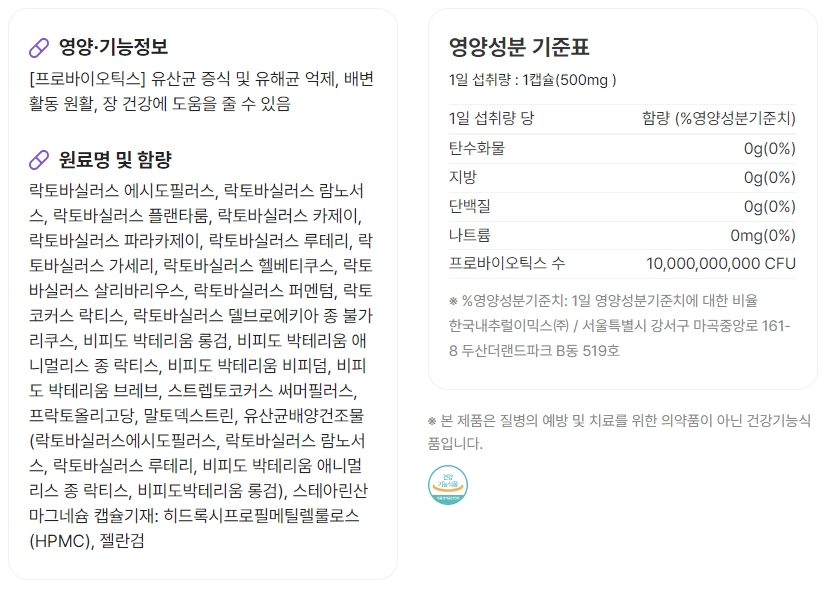 영양·기능정보
[프로바이오틱스] 유산균 증식 및 유해균 억제, 배변
활동 원활, 장 건강에 도움을 줄 수 있음
원료명 및 함량
락토바실러스 에시도필러스, 락토바실러스 람노서
스, 락토바실러스 플랜타룸, 락토바실러스 카제이,
락토바실러스 파라카제이, 락토바실러스 루테리, 락
토바실러스 가세리, 락토바실러스 헬베티쿠스, 락토
바실러스 살리바리우스, 락토바실러스 퍼멘텀, 락토
코커스 락티스, 락토바실러스 델브로에키아 종 불가
리쿠스, 비피도 박테리움 롱검, 비피도 박테리움 애
니멀리스 종 락티스, 비피도 박테리움 비피덤, 비피
도 박테리움 브레브, 스트렙토코커스 써머필러스,
프락토올리고당, 말토덱스트린, 유산균배양건조물
(락토바실러스에시도필러스, 락토바실러스 람노서
스, 락토바실러스 루테리, 비피도 박테리움 애니멀
리스 종 락티스, 비피도박테리움 롱검), 스테아린산
마그네슘 캡슐기재: 히드록시프로필메틸렐룰로스
(HPMC), 젤란검
영양성분 기준표
1일 섭취량 : 1캡슐(500mg )
1일 섭취량 당 함량 (%영양성분기준치)
탄수화물 0g(0%)
지방 0g(0%)
단백질 0g(0%)
나트륨 0mg(0%)
프로바이오틱스 수 10,000,000,000 CFU
※ %영양성분기준치: 1일 영양성분기준치에 대한 비율
한국내추럴이믹스㈜ / 서울특별시 강서구 마곡중앙로 161-
8 두산더랜드파크 B동 519호
※ 본 제품은 질병의 예방 및 치료를 위한 의약품이 아닌 건강기능식
품입니다.
건강
기능식품